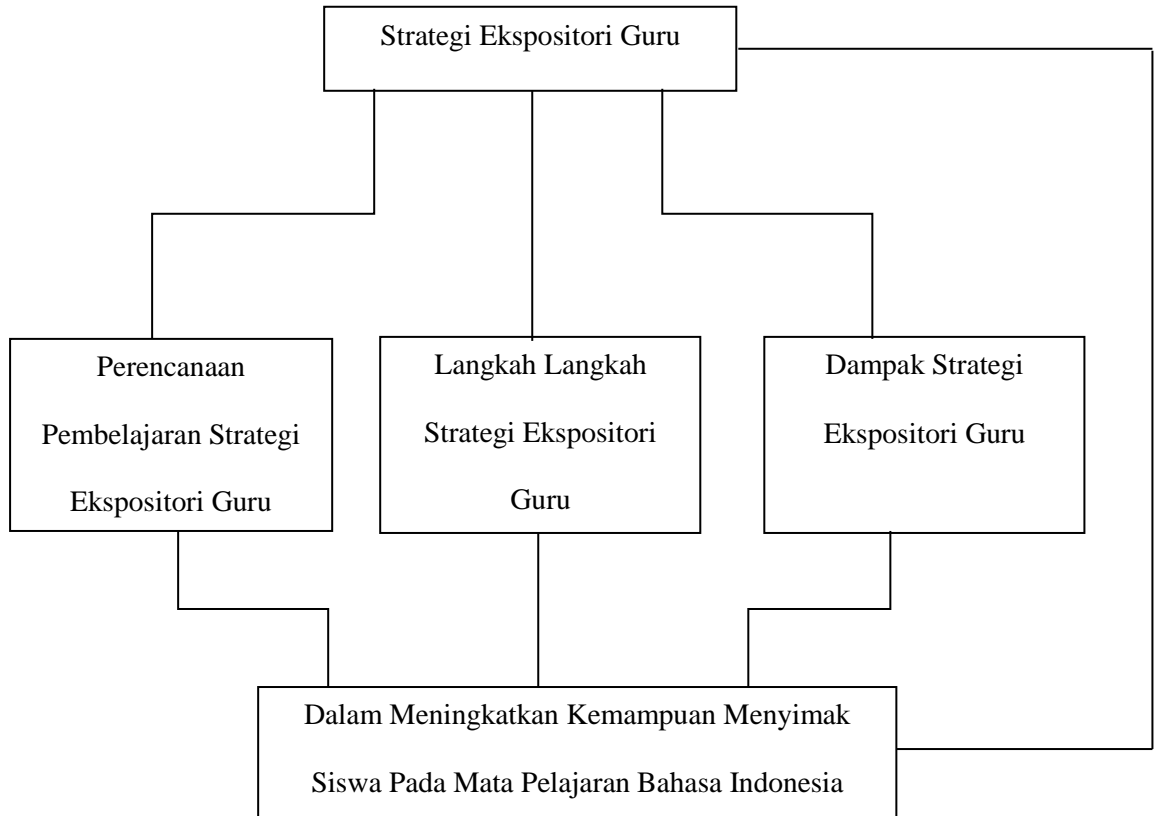 Strategi Ekspositori Guru
Perencanaan
Pembelajaran Strategi
Ekspositori Guru
Langkah Langkah
Strategi Ekspositori
Guru
Dampak Strategi
Ekspositori Guru
Dalam Meningkatkan Kemampuan Menyimak
Siswa Pada Mata Pelajaran Bahasa Indonesia